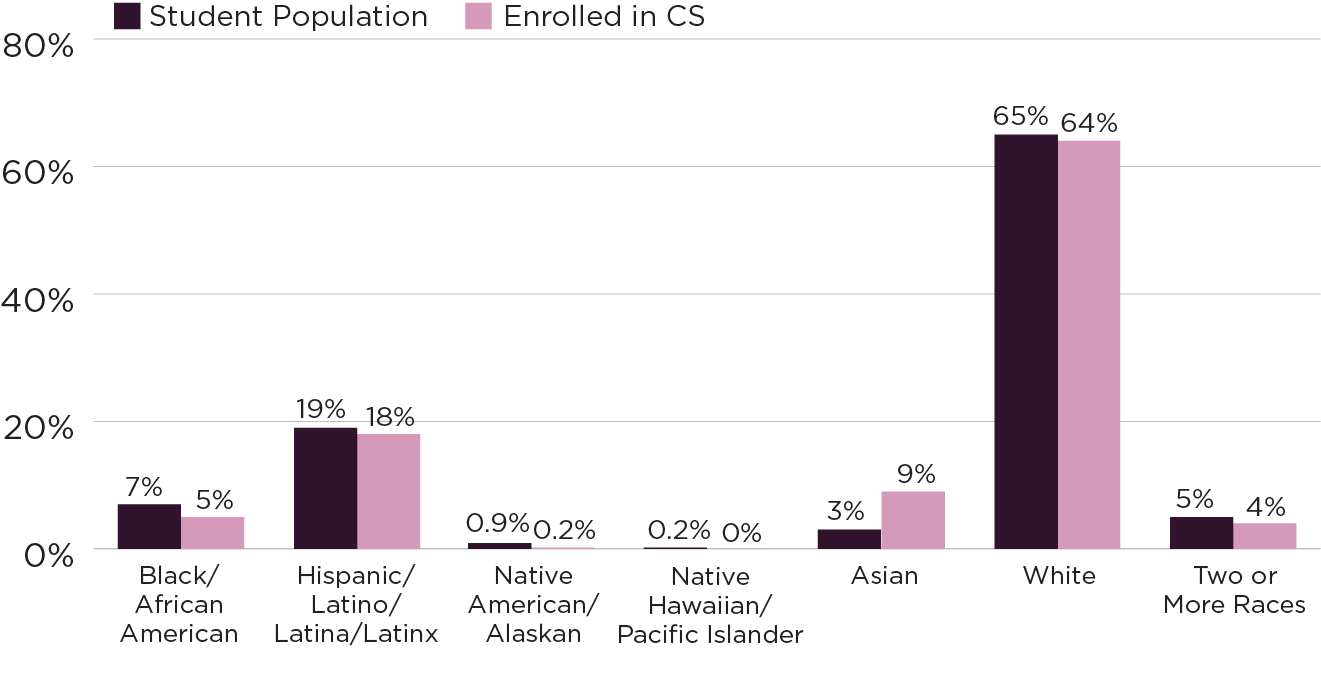 Student Population Enrolled in CS
80%
60%
40%
20%
0%
7% 5%
19% 18%
0.9% 0.2%
0.2% 0%
3% 9%
65% 64%
5% 4%
Black/
African
American
Hispanic/
Latino/
Latina/Latinx
Native
American/
Alaskan
Native
Hawaiian/
Pacific Islander
Asian
White
Two or
More Races